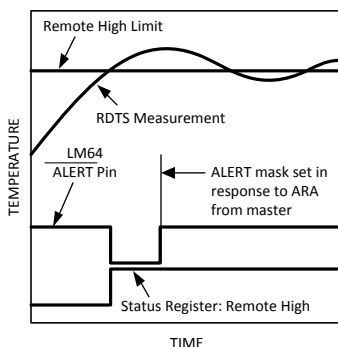 Remote High Limit
RDTS Measurement
TEMPERATURE
LM64
ALERT Pin
ALERT mask set in
response to ARA
from master
Status Register: Remote High
TIME